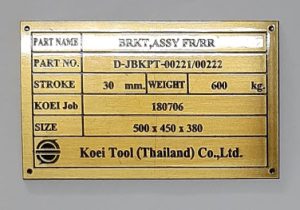 PART NAME BRKT,ASSY FR/RR
PART NO. D-JBKPT-00221/00222
STROKE 30 mm. WEIGHT 600 kg.
KOEI Job 180706
SIZE 500 x 450 x 380
Koei Tool (Thailand) Co.,Ltd.